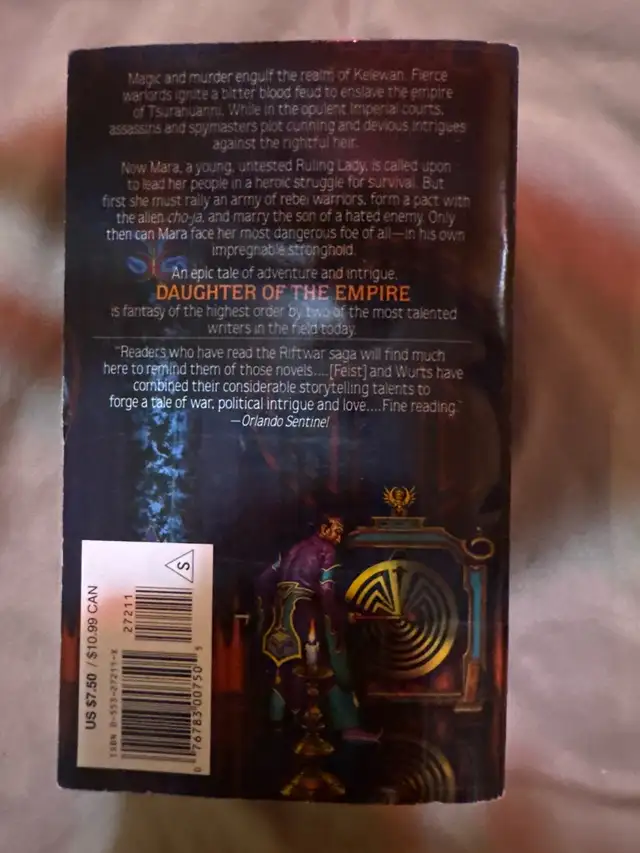 Magic and murder engulf the realm of Kelewan. Fierce
warlords ignite a bitter blood feud to enslave the empire
of Tsuranuanni. While in the opulent Imperial courts,
assassins and spymasters plot cunning and devious intrigues
against the rightful heir.
Now Mara, a young, untested Ruling Lady, is called upon
to lead her people in a heroic struggle for survival. But
first she must rally an army of rebel warriors, form a pact with
the alien cho-ja, and marry the son of a hated enemy. Only
then can Mara face her most dangerous foe of all—in his own
impregnable stronghold.
An epic tale of adventure and intrigue,
DAUGHTER OF THE EMPIRE
is fantasy of the highest order by two of the most talented
writers in the field today.
"Readers who have read the Riftwar saga will find much
here to remind them of those novels....[Feist] and Wurts have
combined their considerable storytelling talents to
forge a tale of war, political intrigue and love....Fine reading."
—Orlando Sentinel
S
27211
US $7.50 / $10.99 CAN
ISBN 0-553-27211-X
0 76783 00750 5